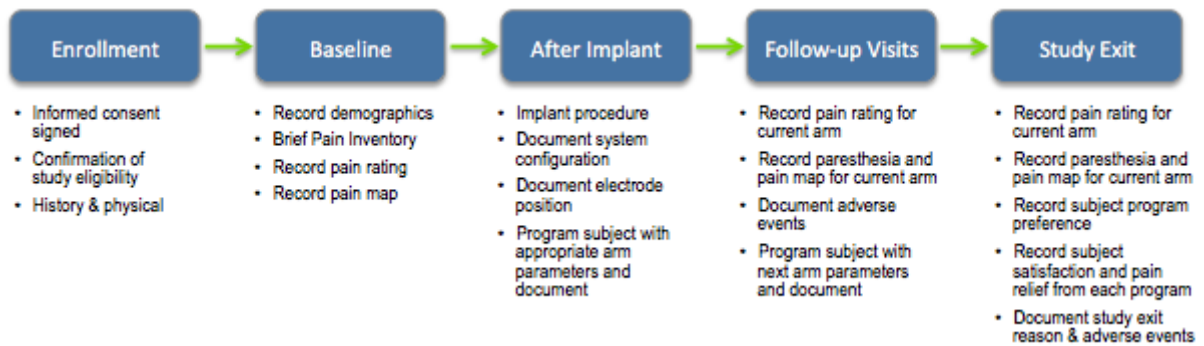 Enrollment
• Informed consent
signed
• Confirmation of
study eligibility
• History & physical
Baseline
• Record demographics
• Brief Pain Inventory
• Record pain rating
• Record pain map
After Implant
• Implant procedure
• Document system
configuration
• Document electrode
position
• Program subject with
appropriate arm
parameters and
document
Follow-up Visits
• Record pain rating for
current arm
• Record paresthesia and
pain map for current arm
• Document adverse
events
• Program subject with
next arm parameters
and document
Study Exit
• Record pain rating for
current arm
• Record paresthesia and
pain map for current arm
• Record subject program
preference
• Record subject
satisfaction and pain
relief from each program
• Document study exit
reason & adverse events